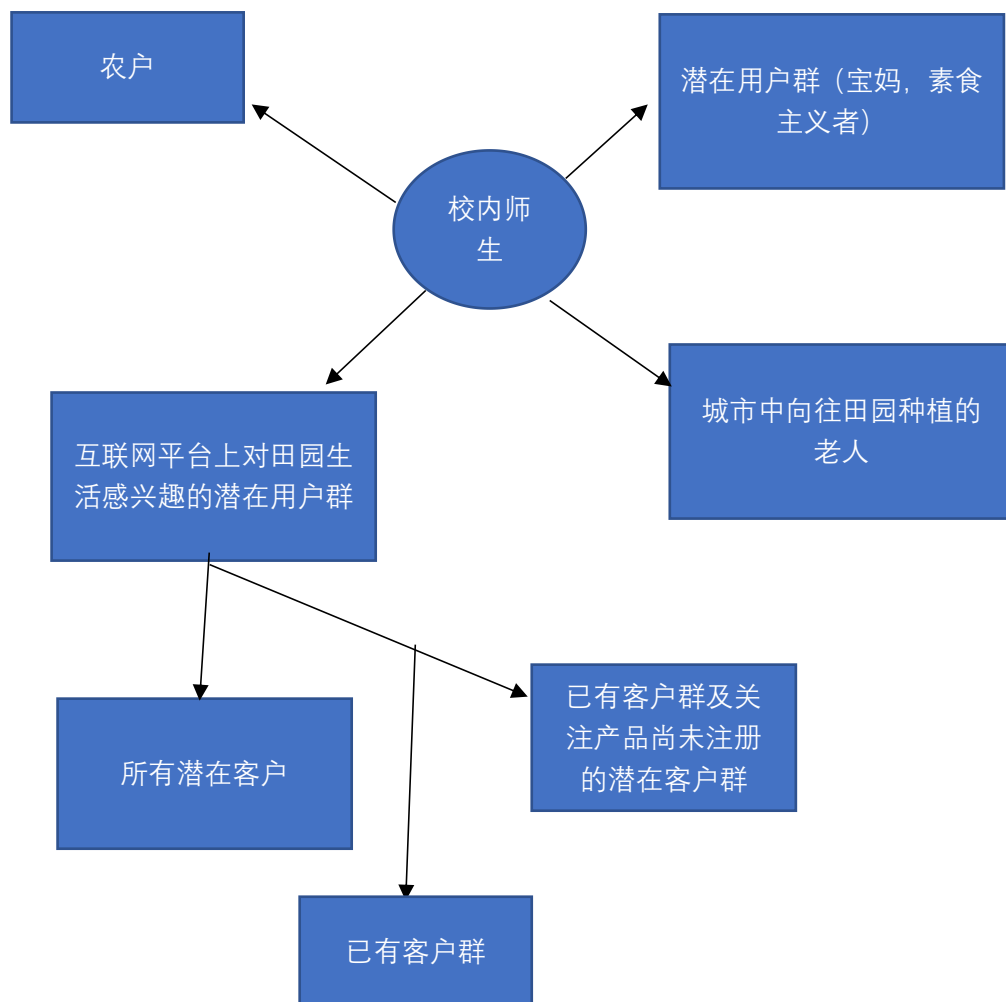 农户
潜在用户群（宝妈，素食
主义者）
校内师
生
城市中向往田园种植的
老人
互联网平台上对田园生
活感兴趣的潜在用户群
已有客户群及关
注产品尚未注册
的潜在客户群
所有潜在客户
已有客户群